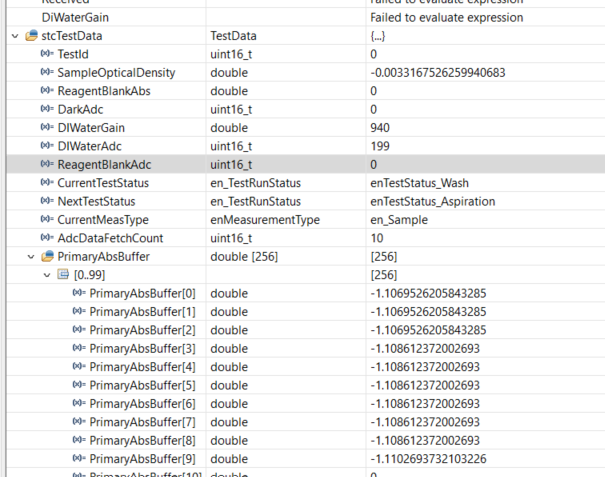 Received Failed to evaluate expression
DiWaterGain Failed to evaluate expression
stcTestData TestData {...}
(x)= TestId uint16_t 0
(x)= SampleOpticalDensity double -0.0033167526259940683
(x)= ReagentBlankAbs double 0
(x)= DarkAdc uint16_t 0
(x)= DIWaterGain double 940
(x)= DIWaterAdc uint16_t 199
(x)= ReagentBlankAdc uint16_t 0
(x)= CurrentTestStatus en_TestRunStatus enTestStatus_Wash
(x)= NextTestStatus en_TestRunStatus enTestStatus_Aspiration
(x)= CurrentMeasType enMeasurementType en_Sample
(x)= AdcDataFetchCount uint16_t 10
PrimaryAbsBuffer double [256] [256]
[0..99] [256]
(x)= PrimaryAbsBuffer[0] double -1.1069526205843285
(x)= PrimaryAbsBuffer[1] double -1.1069526205843285
(x)= PrimaryAbsBuffer[2] double -1.1069526205843285
(x)= PrimaryAbsBuffer[3] double -1.108612372002693
(x)= PrimaryAbsBuffer[4] double -1.108612372002693
(x)= PrimaryAbsBuffer[5] double -1.108612372002693
(x)= PrimaryAbsBuffer[6] double -1.108612372002693
(x)= PrimaryAbsBuffer[7] double -1.108612372002693
(x)= PrimaryAbsBuffer[8] double -1.108612372002693
(x)= PrimaryAbsBuffer[9] double -1.1102693732103226
(x)= PrimaryAbsBuffer[10] double 0